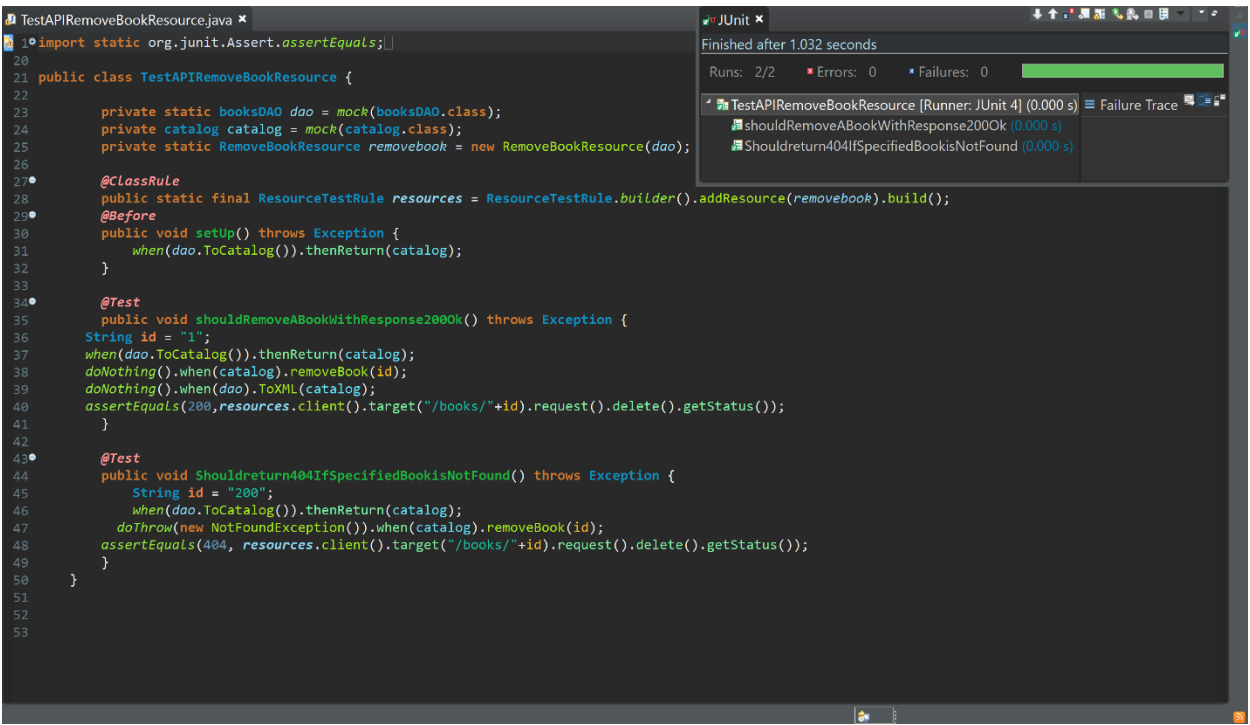 TestAPIRemoveBookResource.java
1 import static org.junit.Assert.assertEquals;
20
21 public class TestAPIRemoveBookResource {
22
23 private static booksDAO dao = mock(booksDAO.class);
24 private catalog catalog = mock(catalog.class);
25 private static RemoveBookResource removebook = new RemoveBookResource(dao);
26
27 @ClassRule
28 public static final ResourceTestRule resources = ResourceTestRule.builder().addResource(removebook).build();
29 @Before
30 public void setUp() throws Exception {
31 when(dao.ToCatalog()).thenReturn(catalog);
32 }
33
34 @Test
35 public void shouldRemoveABookWithResponse200Ok() throws Exception {
36 String id = "1";
37 when(dao.ToCatalog()).thenReturn(catalog);
38 doNothing().when(catalog).removeBook(id);
39 doNothing().when(dao).ToXML(catalog);
40 assertEquals(200,resources.client().target("/books/"+id).request().delete().getStatus());
41 }
42
43 @Test
44 public void Shouldreturn404IfSpecifiedBookisNotFound() throws Exception {
45 String id = "200";
46 when(dao.ToCatalog()).thenReturn(catalog);
47 doThrow(new NotFoundException()).when(catalog).removeBook(id);
48 assertEquals(404, resources.client().target("/books/"+id).request().delete().getStatus());
49 }
50 }
51
52
53
JUnit
Finished after 1.032 seconds
Runs: 2/2 Errors: 0 Failures: 0
TestAPIRemoveBookResource [Runner: JUnit 4] (0.000 s)
shouldRemoveABookWithResponse200Ok (0.000 s)
Shouldreturn404IfSpecifiedBookisNotFound (0.000 s)
Failure Trace